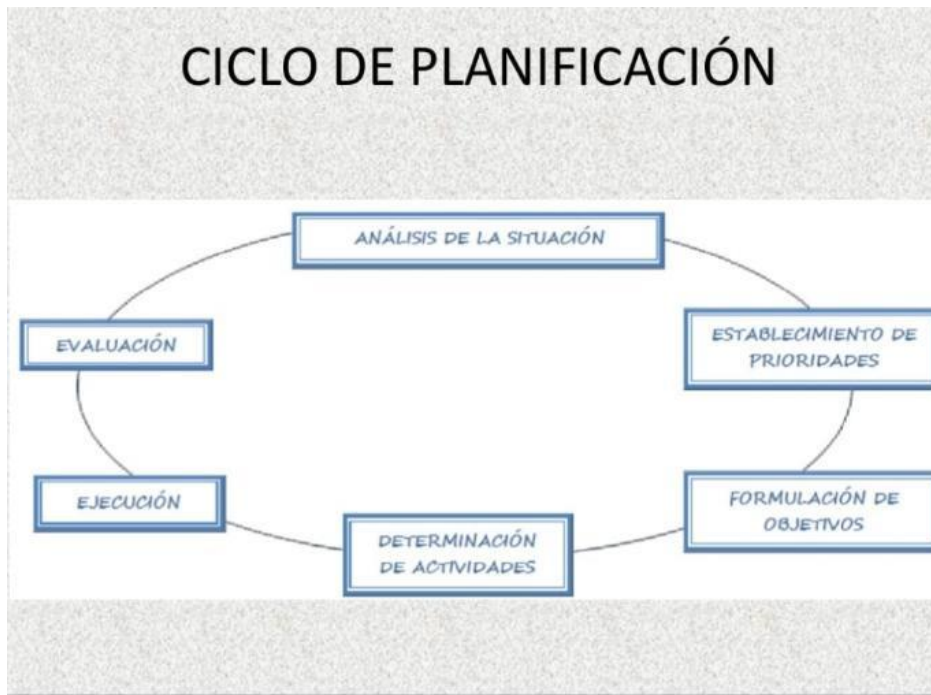 CICLO DE PLANIFICACIÓN
ANÁLISIS DE LA SITUACIÓN
ESTABLECIMIENTO DE
PRIORIDADES
FORMULACIÓN DE
OBJETIVOS
DETERMINACIÓN
DE ACTIVIDADES
EJECUCIÓN
EVALUACIÓN